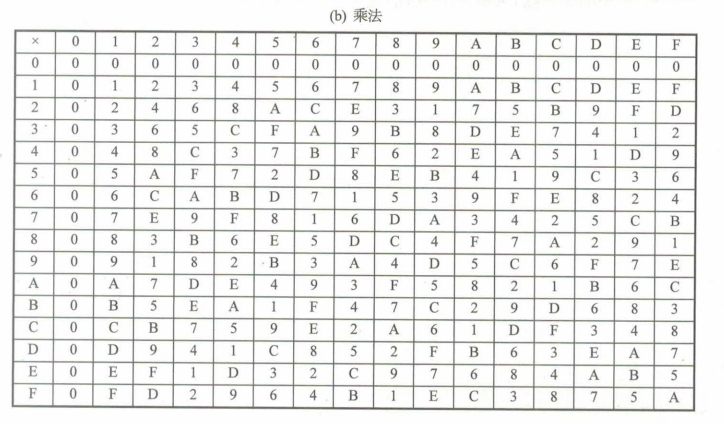 (b) 乘法
× 0 1 2 3 4 5 6 7 8 9 A B C D E F
0 0 0 0 0 0 0 0 0 0 0 0 0 0 0 0 0
1 0 1 2 3 4 5 6 7 8 9 A B C D E F
2 0 2 4 6 8 A C E 3 1 7 5 B 9 F D
3 0 3 6 5 C F A 9 B 8 D E 7 4 1 2
4 0 4 8 C 3 7 B F 6 2 E A 5 1 D 9
5 0 5 A F 7 2 D 8 E B 4 1 9 C 3 6
6 0 6 C A B D 7 1 5 3 9 F E 8 2 4
7 0 7 E 9 F 8 1 6 D A 3 4 2 5 C B
8 0 8 3 B 6 E 5 D C 4 F 7 A 2 9 1
9 0 9 1 8 2 B 3 A 4 D 5 C 6 F 7 E
A 0 A 7 D E 4 9 3 F 5 8 2 1 B 6 C
B 0 B 5 E A 1 F 4 7 C 2 9 D 6 8 3
C 0 C B 7 5 9 E 2 A 6 1 D F 3 4 8
D 0 D 9 4 1 C 8 5 2 F B 6 3 E A 7
E 0 E F 1 D 3 2 C 9 7 6 8 4 A B 5
F 0 F D 2 9 6 4 B 1 E C 3 8 7 5 A